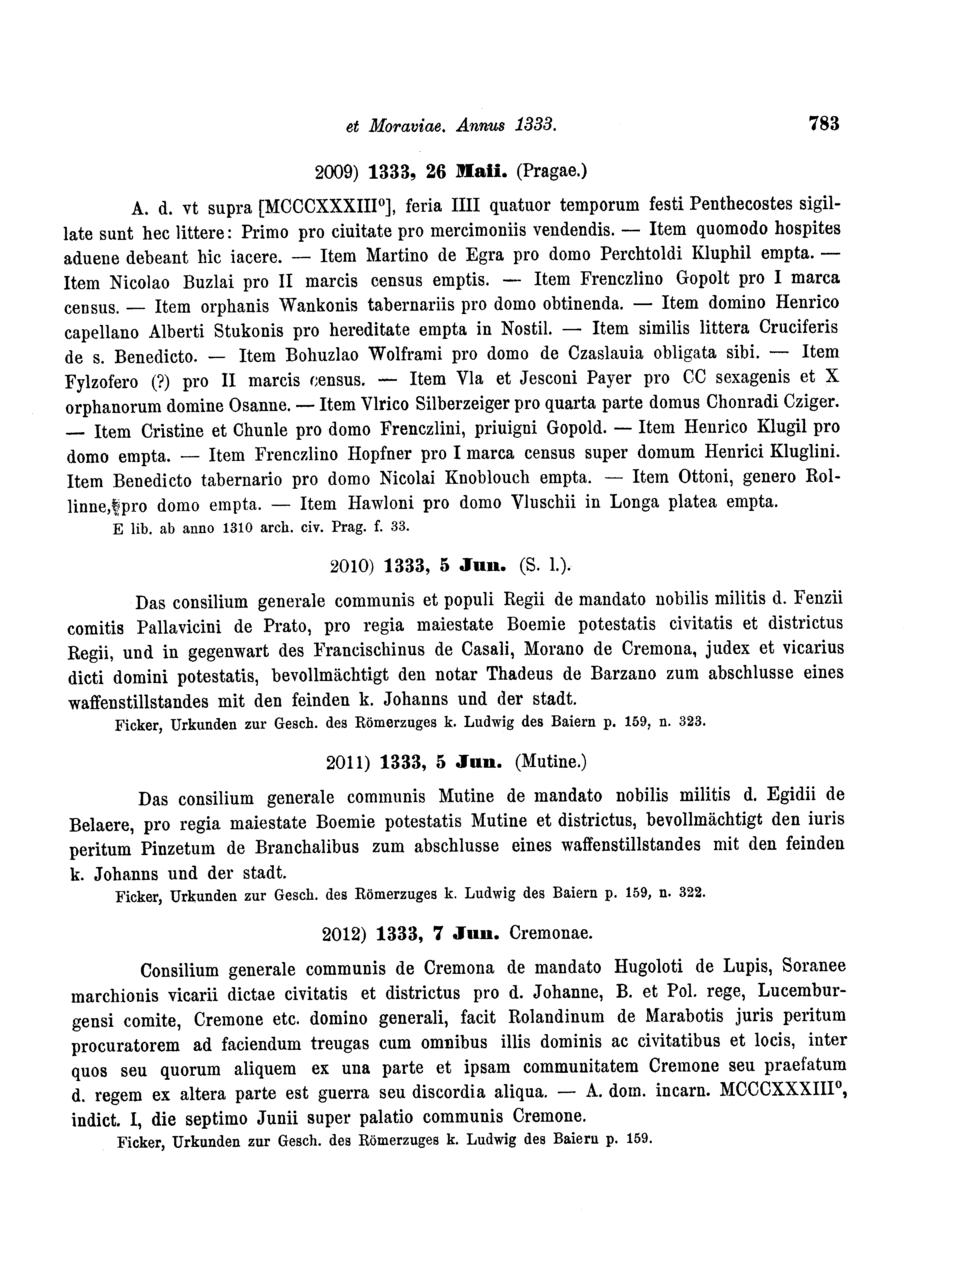 et Moraviae. Annus 1333. 783
2009) 1333, 26 Maii. (Pragae.)
A. d. vt supra [MCCCXXXIII⁰], feria IIII quatuor temporum festi Penthecostes sigil-
late sunt hec littere: Primo pro ciuitate pro mercimoniis vendendis. — Item quomodo hospites
aduene debeant hic iacere. — Item Martino de Egra pro domo Perchtoldi Kluphil empta. —
Item Nicolao Buzlai pro II marcis census emptis. — Item Frenczlino Gopolt pro I marca
census. — Item orphanis Wankonis tabernariis pro domo obtinenda. — Item domino Henrico
capellano Alberti Stukonis pro hereditate empta in Nostil. — Item similis littera Cruciferis
de s. Benedicto. — Item Bohuzlao Wolframi pro domo de Czaslauia obligata sibi. — Item
Fylzofero (?) pro II marcis census. — Item Vla et Jesconi Payer pro CC sexagenis et X
orphanorum domine Osanne. — Item Vlrico Silberzeiger pro quarta parte domus Chonradi Cziger.
— Item Cristine et Chunle pro domo Frenczlini, priuigni Gopold. — Item Henrico Klugil pro
domo empta. — Item Frenczlino Hopfner pro I marca census super domum Henrici Kluglini.
Item Benedicto tabernario pro domo Nicolai Knoblouch empta. — Item Ottoni, genero Rol-
linne, pro domo empta. — Item Hawloni pro domo Vluschii in Longa platea empta.
E lib. ab anno 1310 arch. civ. Prag. f. 33.
2010) 1333, 5 Jun. (S. l.).
Das consilium generale communis et populi Regii de mandato nobilis militis d. Fenzii
comitis Pallavicini de Prato, pro regia maiestate Boemie potestatis civitatis et districtus
Regii, und in gegenwart des Francischinus de Casali, Morano de Cremona, judex et vicarius
dicti domini potestatis, bevollmächtigt den notar Thadeus de Barzano zum abschlusse eines
waffenstillstandes mit den feinden k. Johanns und der stadt.
Ficker, Urkunden zur Gesch. des Römerzuges k. Ludwig des Baiern p. 159, n. 323.
2011) 1333, 5 Jun. (Mutine.)
Das consilium generale communis Mutine de mandato nobilis militis d. Egidii de
Belaere, pro regia maiestate Boemie potestatis Mutine et districtus, bevollmächtigt den iuris
peritum Pinzetum de Branchalibus zum abschlusse eines waffenstillstandes mit den feinden
k. Johanns und der stadt.
Ficker, Urkunden zur Gesch. des Römerzuges k. Ludwig des Baiern p. 159, n. 322.
2012) 1333, 7 Jun. Cremonae.
Consilium generale communis de Cremona de mandato Hugoloti de Lupis, Soranee
marchionis vicarii dictae civitatis et districtus pro d. Johanne, B. et Pol. rege, Lucembur-
gensi comite, Cremone etc. domino generali, facit Rolandinum de Marabotis juris peritum
procuratorem ad faciendum treugas cum omnibus illis dominis ac civitatibus et locis, inter
quos seu quorum aliquem ex una parte et ipsam communitatem Cremone seu praefatum
d. regem ex altera parte est guerra seu discordia aliqua. — A. dom. incarn. MCCCXXXIII⁰,
indict. I, die septimo Junii super palatio communis Cremone.
Ficker, Urkunden zur Gesch. des Römerzuges k. Ludwig des Baiern p. 159.